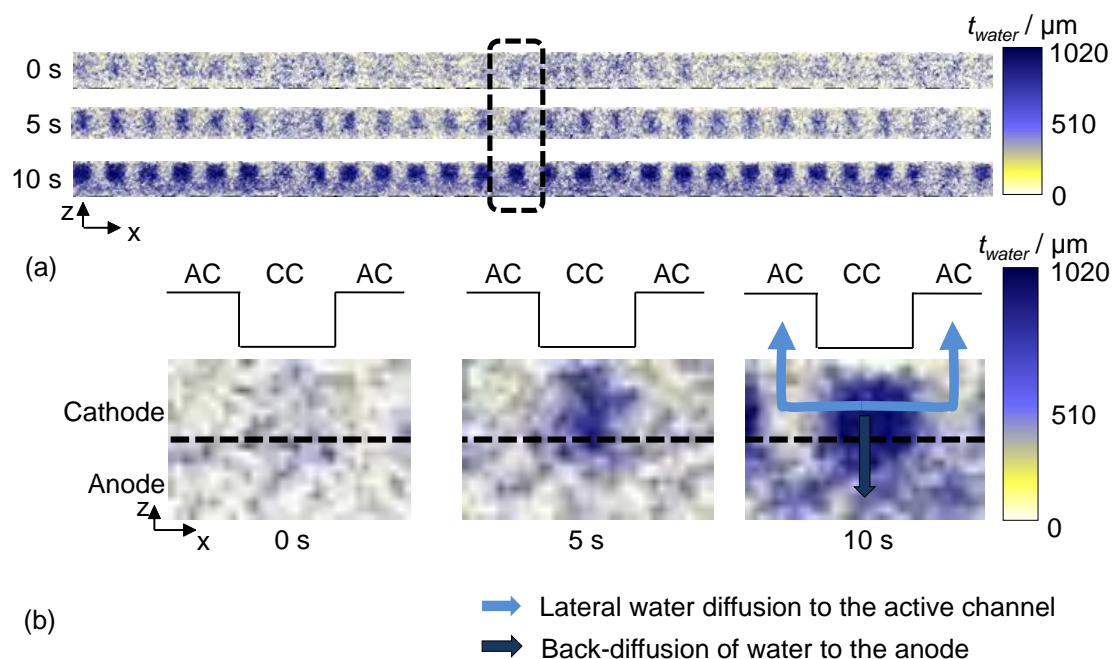 t_water / µm
1020
510
0
0 s
5 s
10 s
z
x
(a)
t_water / µm
1020
510
0
AC CC AC
AC CC AC
AC CC AC
Cathode
Anode
z
x
0 s
5 s
10 s
(b)
Lateral water diffusion to the active channel
Back-diffusion of water to the anode